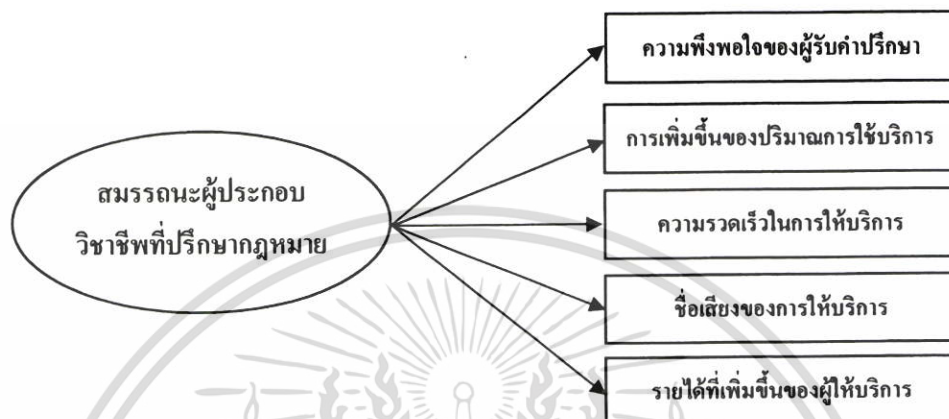 ความพึงพอใจของผู้รับคำปรึกษา
การเพิ่มขึ้นของปริมาณการใช้บริการ
สมรรถนะผู้ประกอบ
วิชาชีพที่ปรึกษากฎหมาย
ความรวดเร็วในการให้บริการ
ชื่อเสียงของการให้บริการ
รายได้ที่เพิ่มขึ้นของผู้ให้บริการ